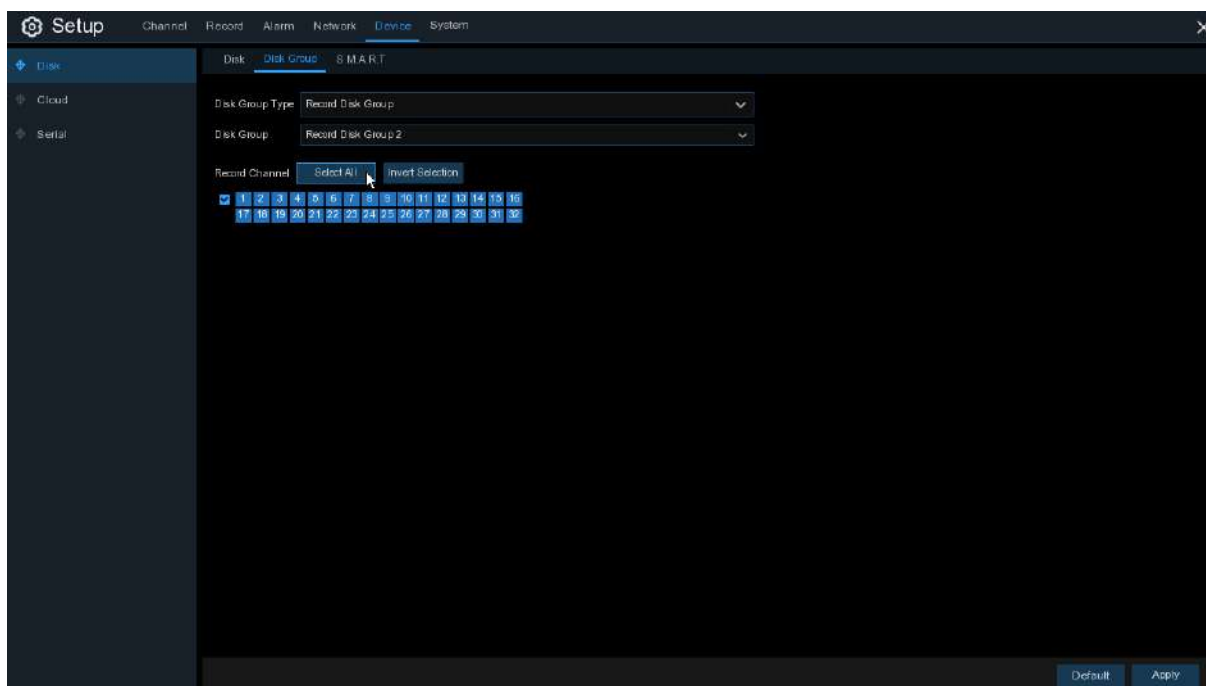 Setup Channel Record Alarm Network Device System
Disk
Cloud
Serial
Disk Disk Group S.M.A.R.T
Disk Group Type Record Disk Group
Disk Group Record Disk Group 2
Record Channel Select All Invert Selection
1 2 3 4 5 6 7 8 9 10 11 12 13 14 15 16
17 18 19 20 21 22 23 24 25 26 27 28 29 30 31 32
Default Apply